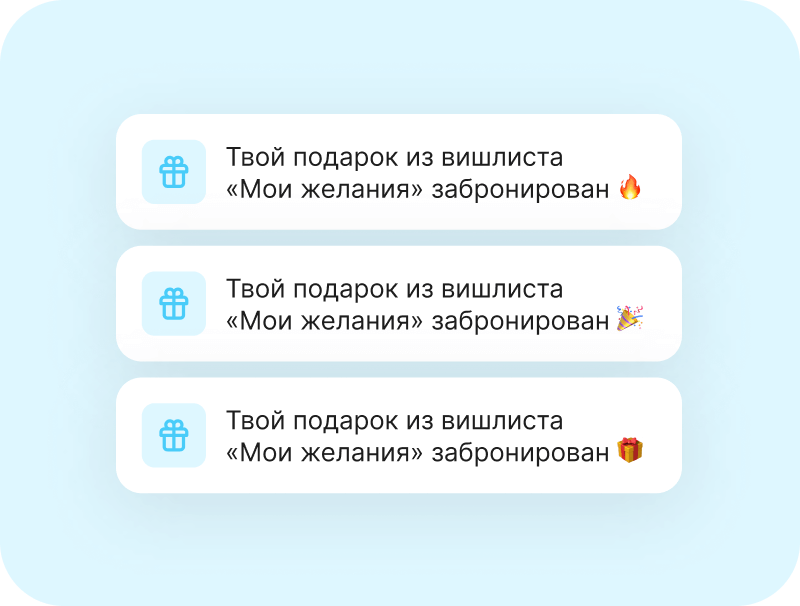 Твой подарок из вишлиста
«Мои желания» забронирован 🔥
Твой подарок из вишлиста
«Мои желания» забронирован 🎉
Твой подарок из вишлиста
«Мои желания» забронирован 🎁